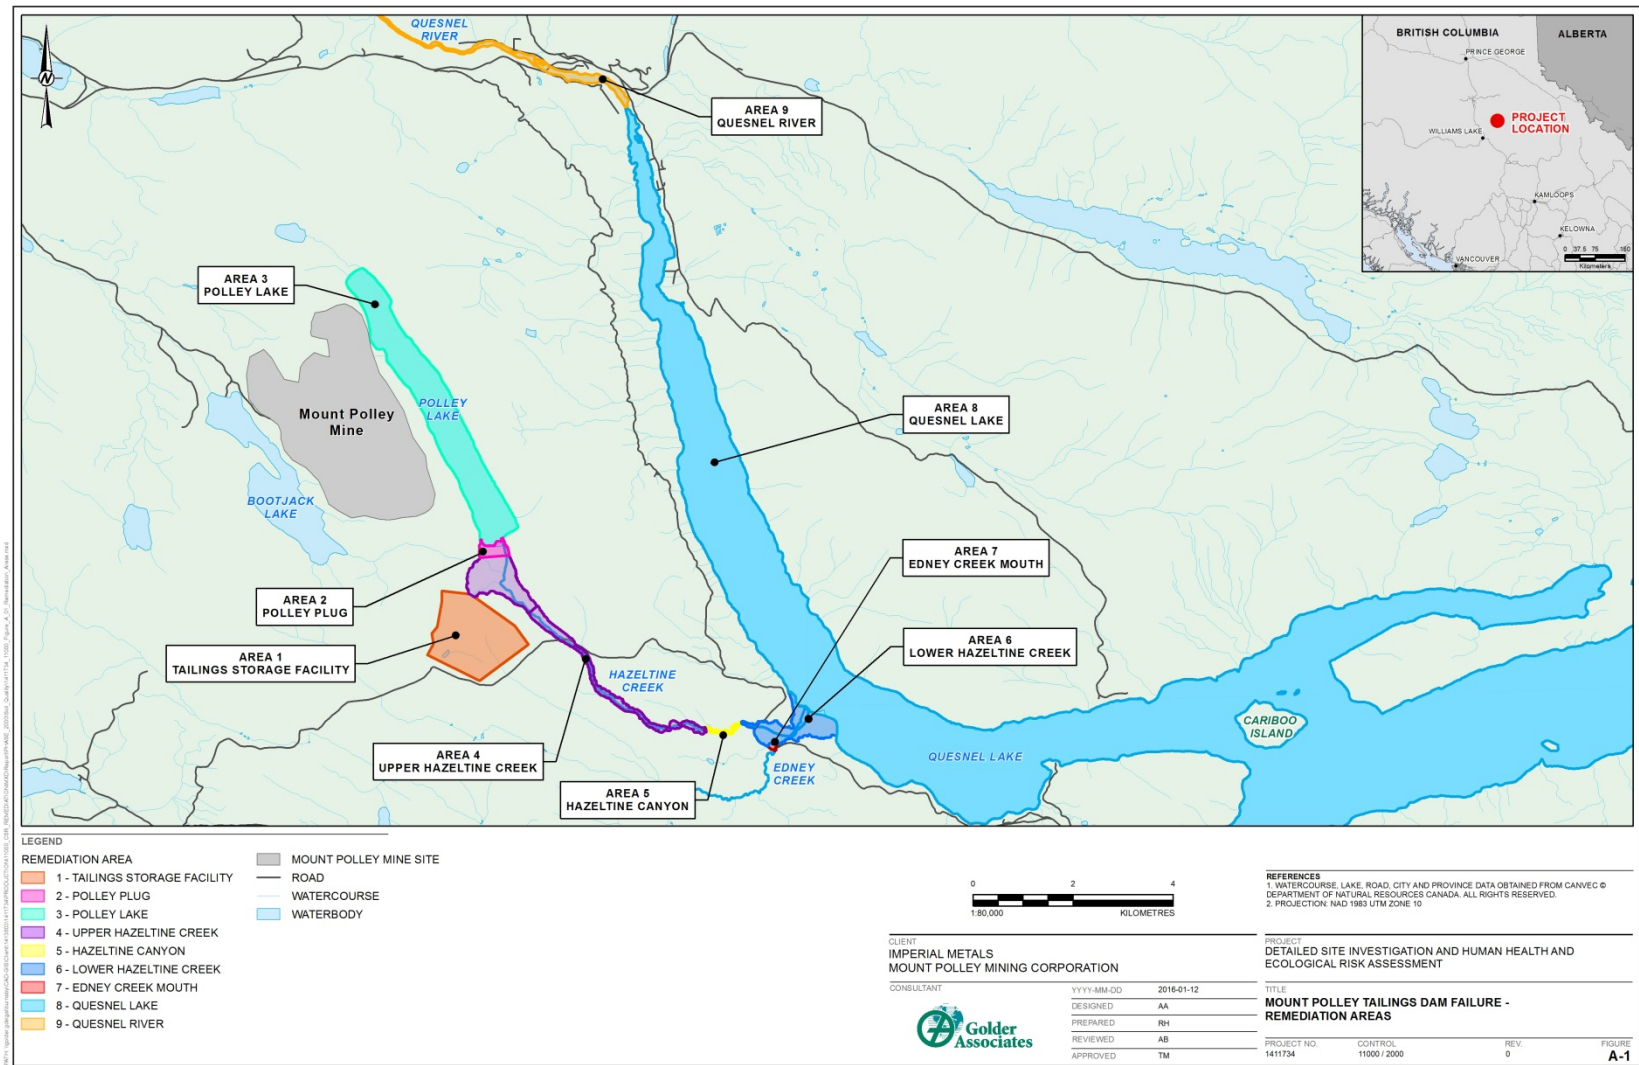 QUESNEL
RIVER
N
AREA 9
QUESNEL RIVER
BRITISH COLUMBIA
ALBERTA
PRINCE GEORGE
PROJECT
LOCATION
WILLIAMS LAKE
KAMLOOPS
KELOWNA
VANCOUVER
0 37.5 75 150
Kilometers
AREA 3
POLLEY LAKE
Mount Polley
Mine
POLLEY
LAKE
BOOTJACK
LAKE
AREA 8
QUESNEL LAKE
AREA 7
EDNEY CREEK MOUTH
AREA 2
POLLEY PLUG
AREA 6
LOWER HAZELTINE CREEK
AREA 1
TAILINGS STORAGE FACILITY
HAZELTINE
CREEK
AREA 4
UPPER HAZELTINE CREEK
AREA 5
HAZELTINE CANYON
EDNEY
CREEK
QUESNEL LAKE
CARIBOO
ISLAND
LEGEND
REMEDIATION AREA
1 - TAILINGS STORAGE FACILITY
2 - POLLEY PLUG
3 - POLLEY LAKE
4 - UPPER HAZELTINE CREEK
5 - HAZELTINE CANYON
6 - LOWER HAZELTINE CREEK
7 - EDNEY CREEK MOUTH
8 - QUESNEL LAKE
9 - QUESNEL RIVER
MOUNT POLLEY MINE SITE
ROAD
WATERCOURSE
WATERBODY
0 2 4
1:80,000 KILOMETRES
REFERENCES
1. WATERCOURSE, LAKE, ROAD, CITY AND PROVINCE DATA OBTAINED FROM CANVEC ©
DEPARTMENT OF NATURAL RESOURCES CANADA. ALL RIGHTS RESERVED.
2. PROJECTION: NAD 1983 UTM ZONE 10
CLIENT
IMPERIAL METALS
MOUNT POLLEY MINING CORPORATION
CONSULTANT
Golder
Associates
YYYY-MM-DD 2016-01-12
DESIGNED AA
PREPARED RH
REVIEWED AB
APPROVED TM
PROJECT
DETAILED SITE INVESTIGATION AND HUMAN HEALTH AND
ECOLOGICAL RISK ASSESSMENT
TITLE
MOUNT POLLEY TAILINGS DAM FAILURE -
REMEDIATION AREAS
PROJECT NO. CONTROL REV. FIGURE
1411734 11000 / 2000 0 A-1